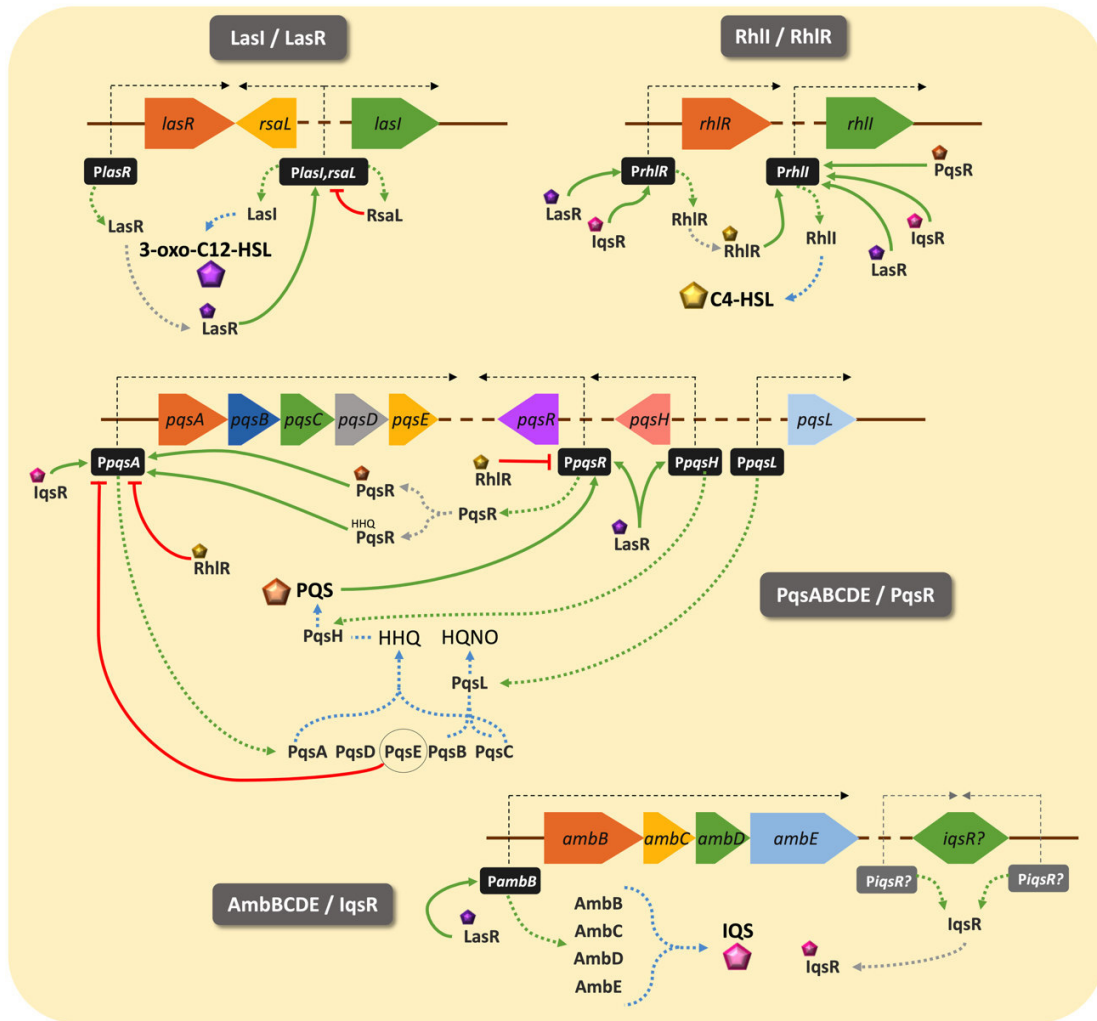 LasI / LasR
RhlI / RhlR
lasR
rsaL
lasI
rhlR
rhlI
PlasR
PlasI,rsaL
PrhlR
PrhlI
PqsR
LasR
LasI
RsaL
LasR
IqsR
RhlR
RhlR
RhlI
IqsR
LasR
3-oxo-C12-HSL
LasR
C4-HSL
pqsA
pqsB
pqsC
pqsD
pqsE
pqsR
pqsH
pqsL
PpqsA
PpqsR
PpqsH
PpqsL
IqsR
PqsR
RhlR
PqsR
HHQ
PqsR
LasR
RhlR
PQS
PqsABCDE / PqsR
PqsH
HHQ
HQNO
PqsL
PqsA
PqsD
PqsE
PqsB
PqsC
ambB
ambC
ambD
ambE
iqsR?
PambB
PiqsR?
PiqsR?
AmbBCDE / IqsR
LasR
AmbB
AmbC
AmbD
AmbE
IQS
IqsR
IqsR